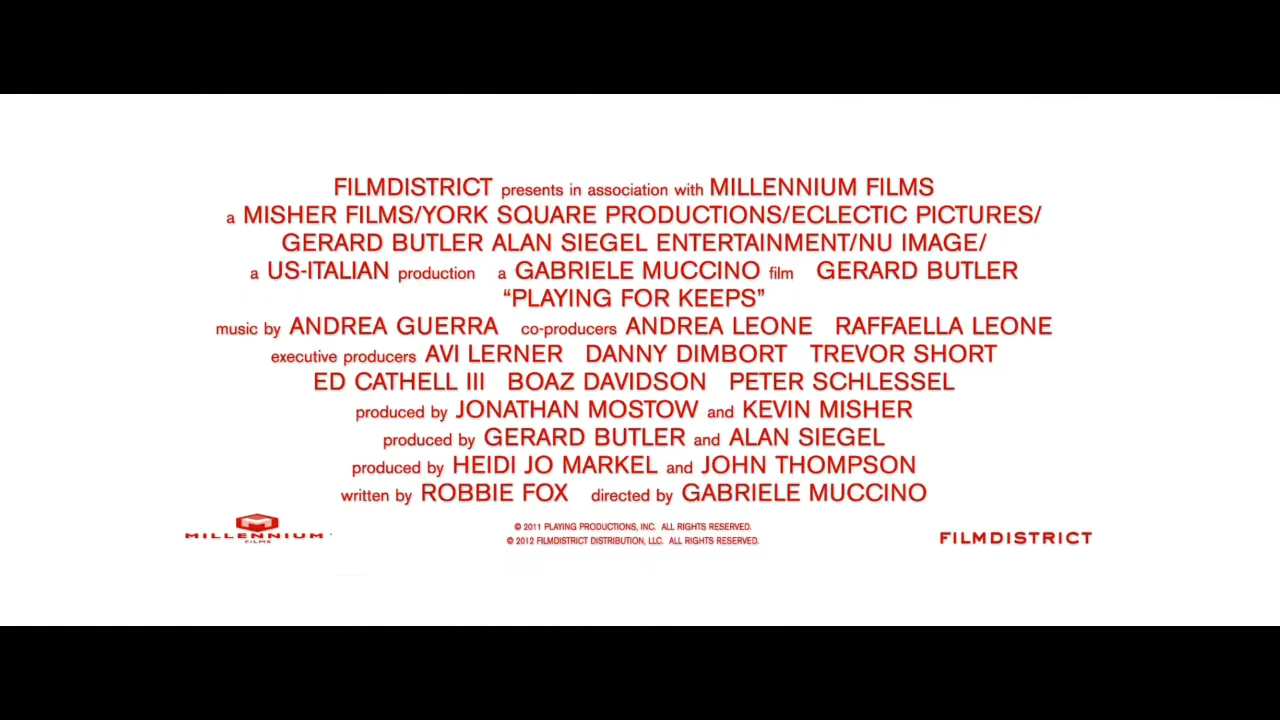 FILMDISTRICT presents in association with MILLENNIUM FILMS
a MISHER FILMS/YORK SQUARE PRODUCTIONS/ECLECTIC PICTURES/
GERARD BUTLER ALAN SIEGEL ENTERTAINMENT/NU IMAGE/
a US-ITALIAN production a GABRIELE MUCCINO film GERARD BUTLER
“PLAYING FOR KEEPS”
music by ANDREA GUERRA co-producers ANDREA LEONE RAFFAELLA LEONE
executive producers AVI LERNER DANNY DIMBORT TREVOR SHORT
ED CATHELL III BOAZ DAVIDSON PETER SCHLESSEL
produced by JONATHAN MOSTOW and KEVIN MISHER
produced by GERARD BUTLER and ALAN SIEGEL
produced by HEIDI JO MARKEL and JOHN THOMPSON
written by ROBBIE FOX directed by GABRIELE MUCCINO
MILLENNIUM
FILMS
© 2011 PLAYING PRODUCTIONS, INC. ALL RIGHTS RESERVED.
© 2012 FILMDISTRICT DISTRIBUTION, LLC. ALL RIGHTS RESERVED.
FILMDISTRICT